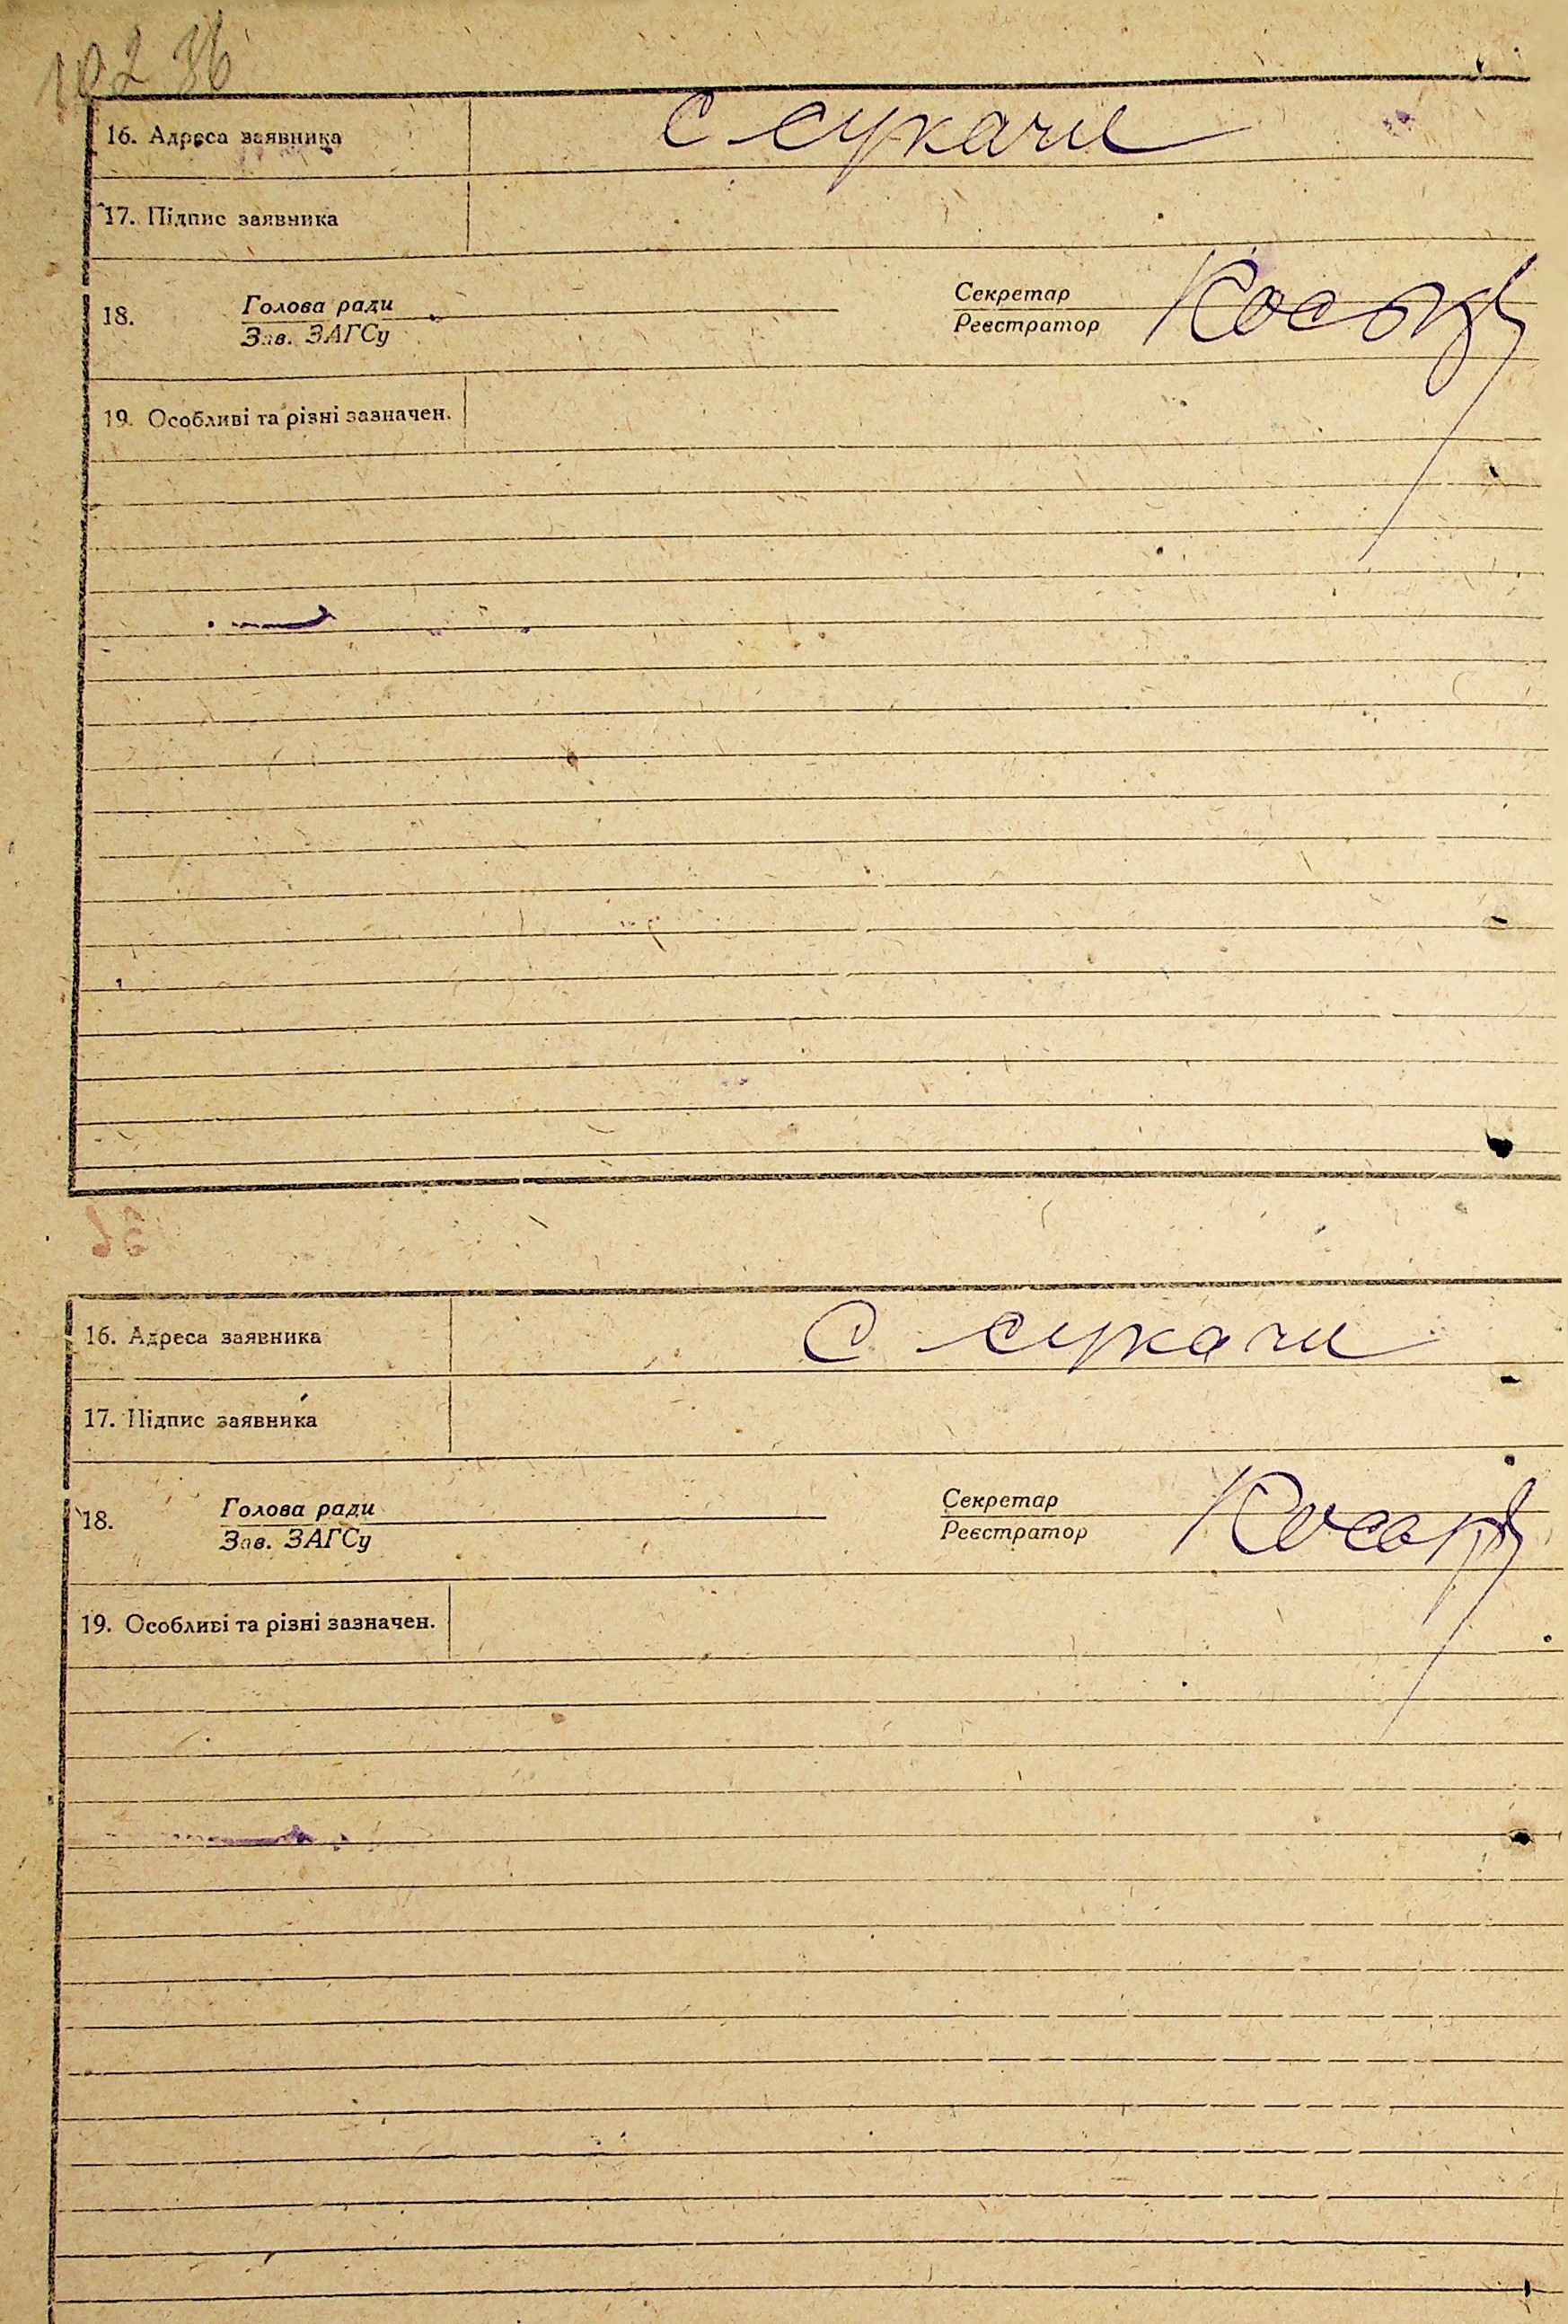 102 36
16. Адреса заявника С сукачи
17. Підпис заявника
18. Голова ради Секретар
Зав. ЗАГСу Реєстратор
19. Особливі та різні зазначен.
16. Адреса заявника С сукачи
17. Підпис заявника
18. Голова ради Секретар
Зав. ЗАГСу Реєстратор
19. Особливі та різні зазначен.